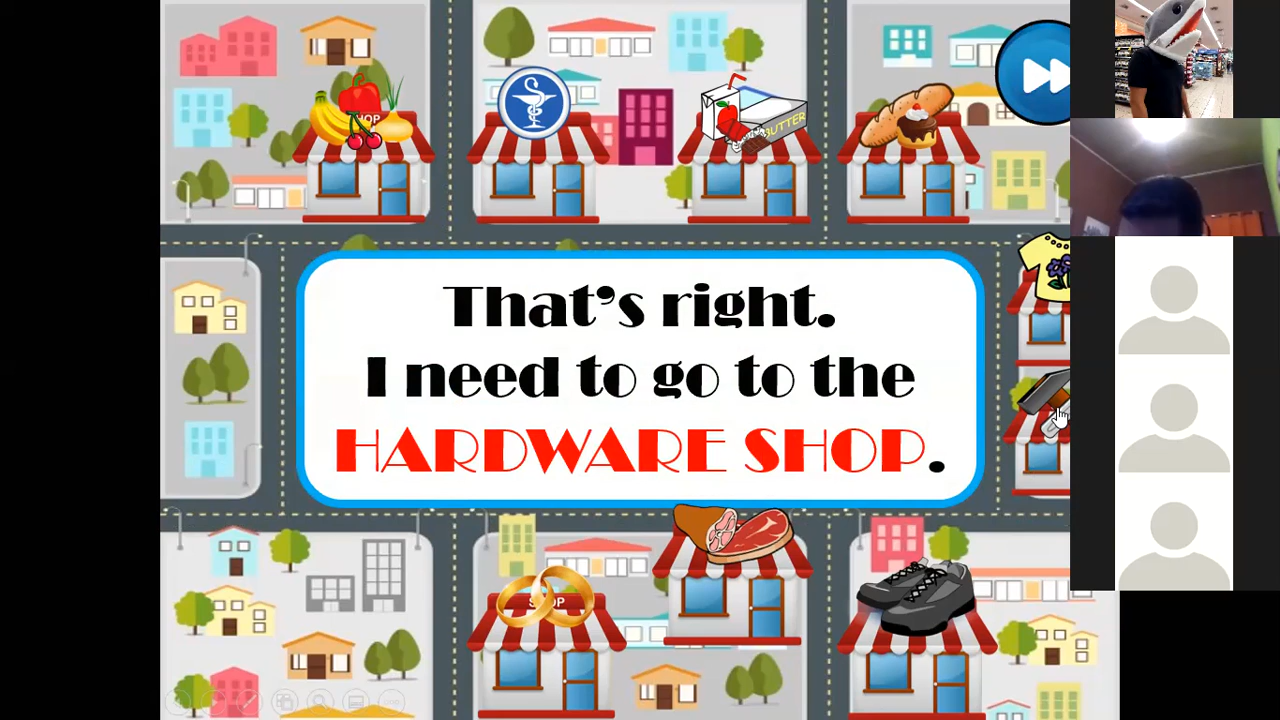 SHOP
BUTTER
That's right.
I need to go to the
HARDWARE SHOP.
SHOP